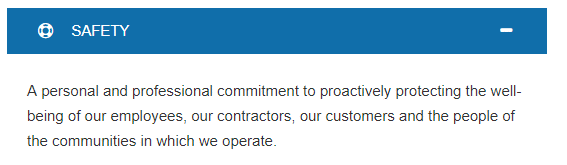 SAFETY
A personal and professional commitment to proactively protecting the well-
being of our employees, our contractors, our customers and the people of
the communities in which we operate.